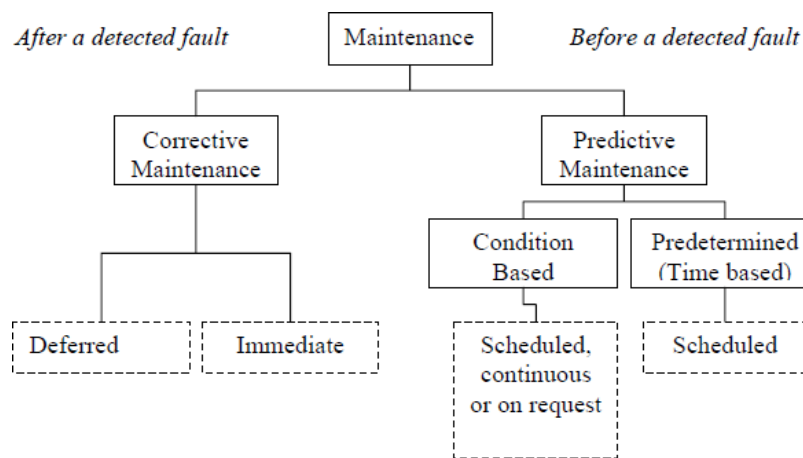 After a detected fault
Maintenance
Before a detected fault
Corrective
Maintenance
Predictive
Maintenance
Condition
Based
Predetermined
(Time based)
Deferred
Immediate
Scheduled,
continuous
or on request
Scheduled